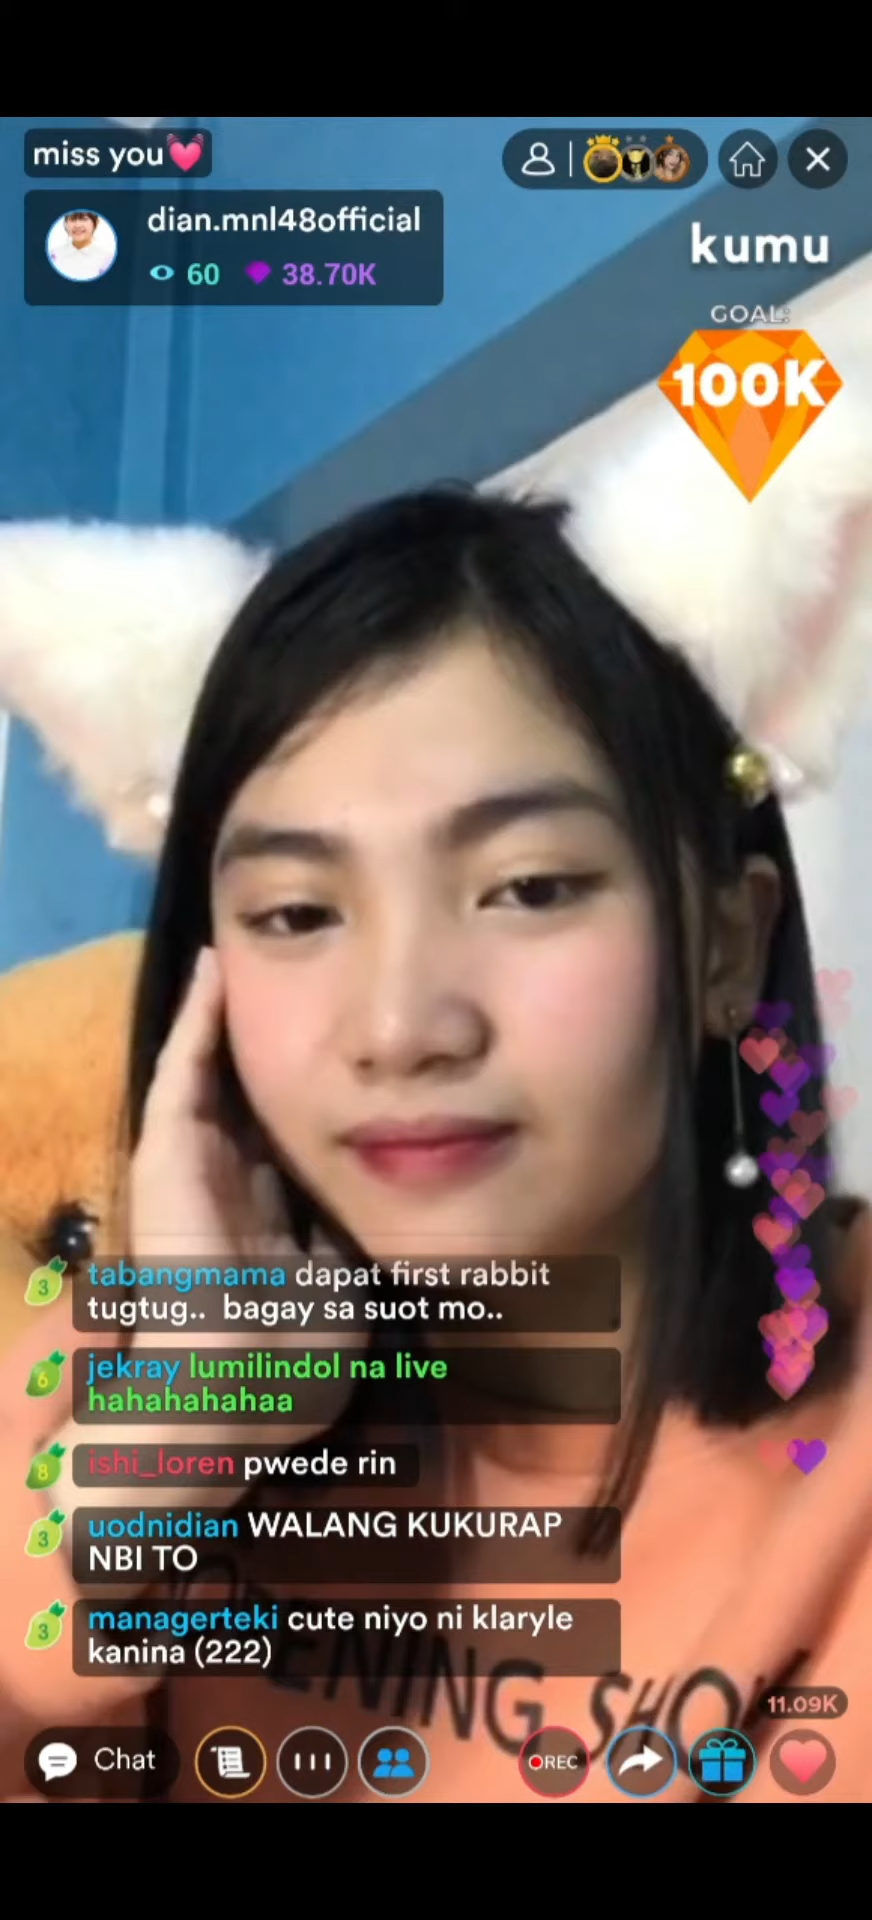 miss you💓
dian.mnl48official
60 38.70K
kumu
GOAL:
100K
3 tabangmama dapat first rabbit
tugtug.. bagay sa suot mo..
6 jekray lumilindol na live
hahahahahaa
8 ishi_loren pwede rin
3 uodnidian WALANG KUKURAP
NBI TO
3 managerteki cute niyo ni klaryle
kanina (222)
ENING SHO
11.09K
Chat
REC